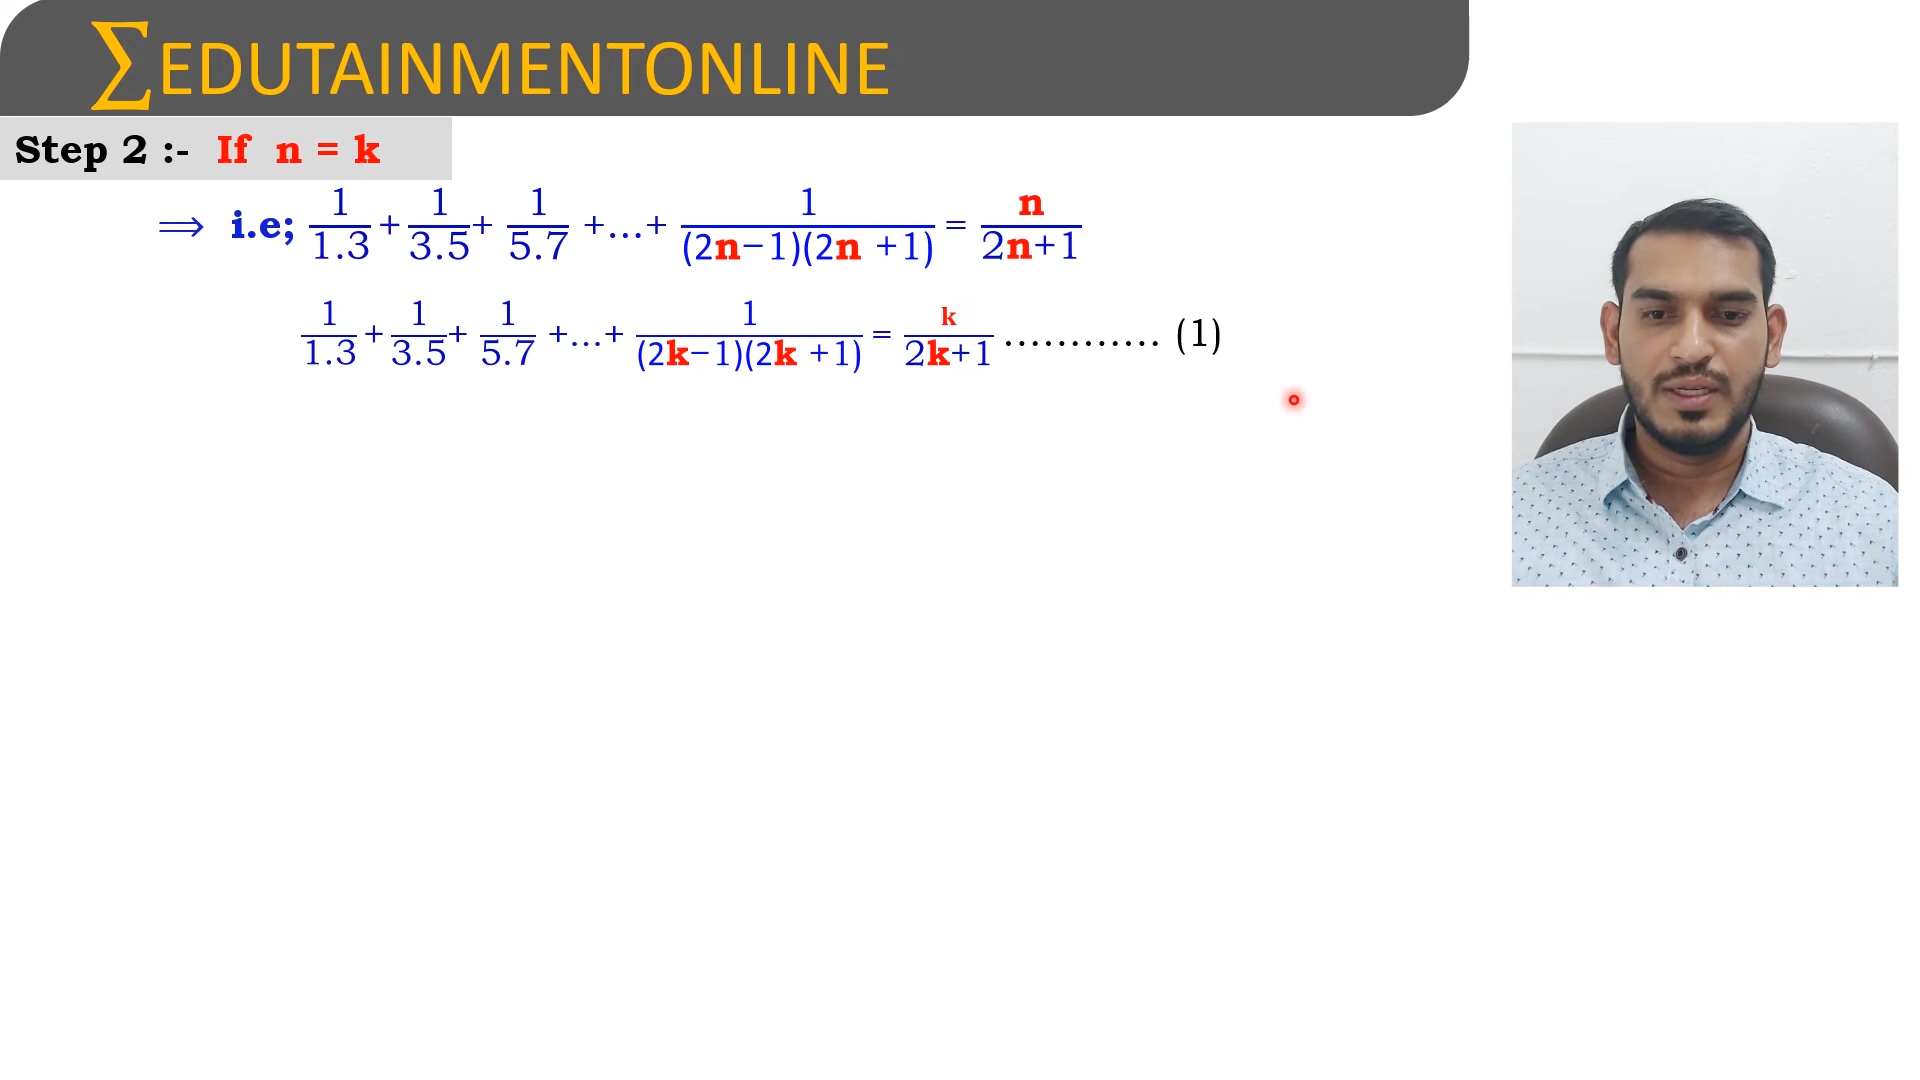 ∑EDUTAINMENTONLINE
Step 2 :- If n = k
⟹ i.e; 1/1.3 + 1/3.5 + 1/5.7 +...+ 1/((2n−1)(2n +1)) = n/(2n+1)
1/1.3 + 1/3.5 + 1/5.7 +...+ 1/((2k−1)(2k +1)) = k/(2k+1) ............ (1)